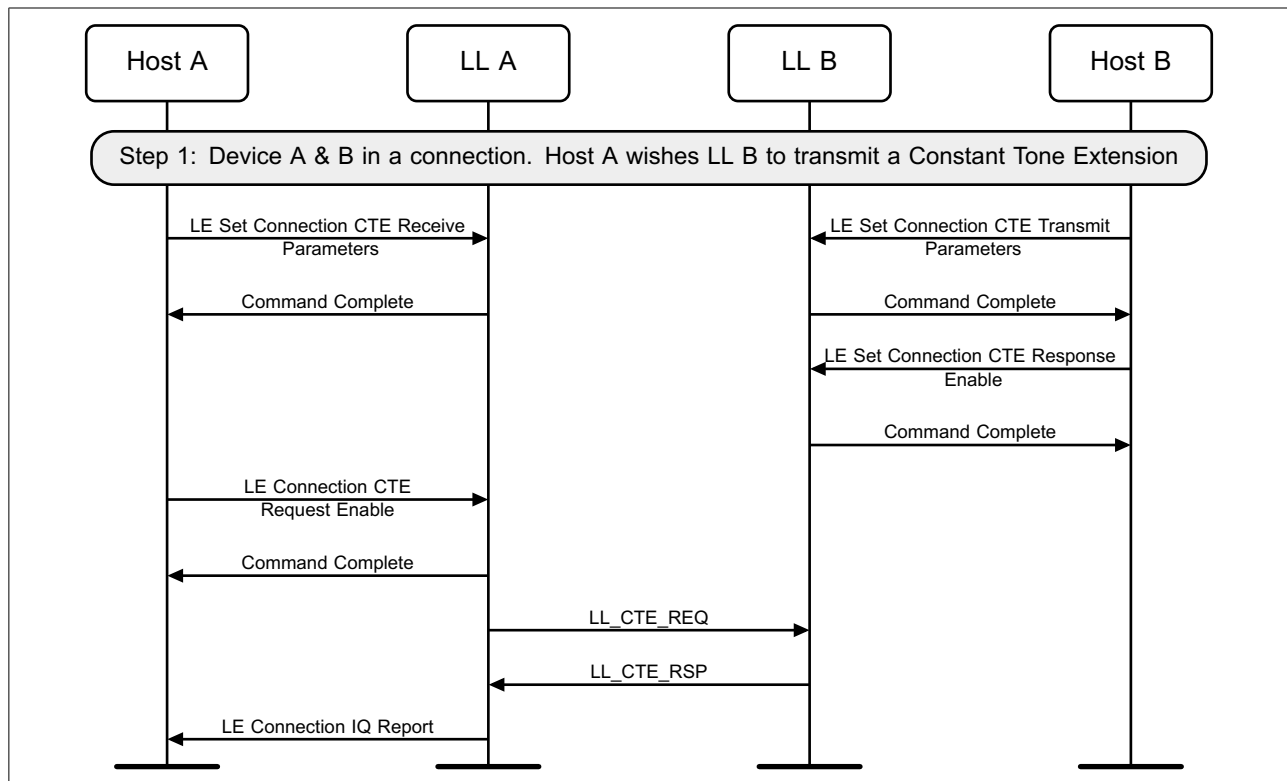 Host A
LL A
LL B
Host B
Step 1: Device A & B in a connection. Host A wishes LL B to transmit a Constant Tone Extension
LE Set Connection CTE Receive
Parameters
LE Set Connection CTE Transmit
Parameters
Command Complete
Command Complete
LE Set Connection CTE Response
Enable
Command Complete
LE Connection CTE
Request Enable
Command Complete
LL_CTE_REQ
LL_CTE_RSP
LE Connection IQ Report